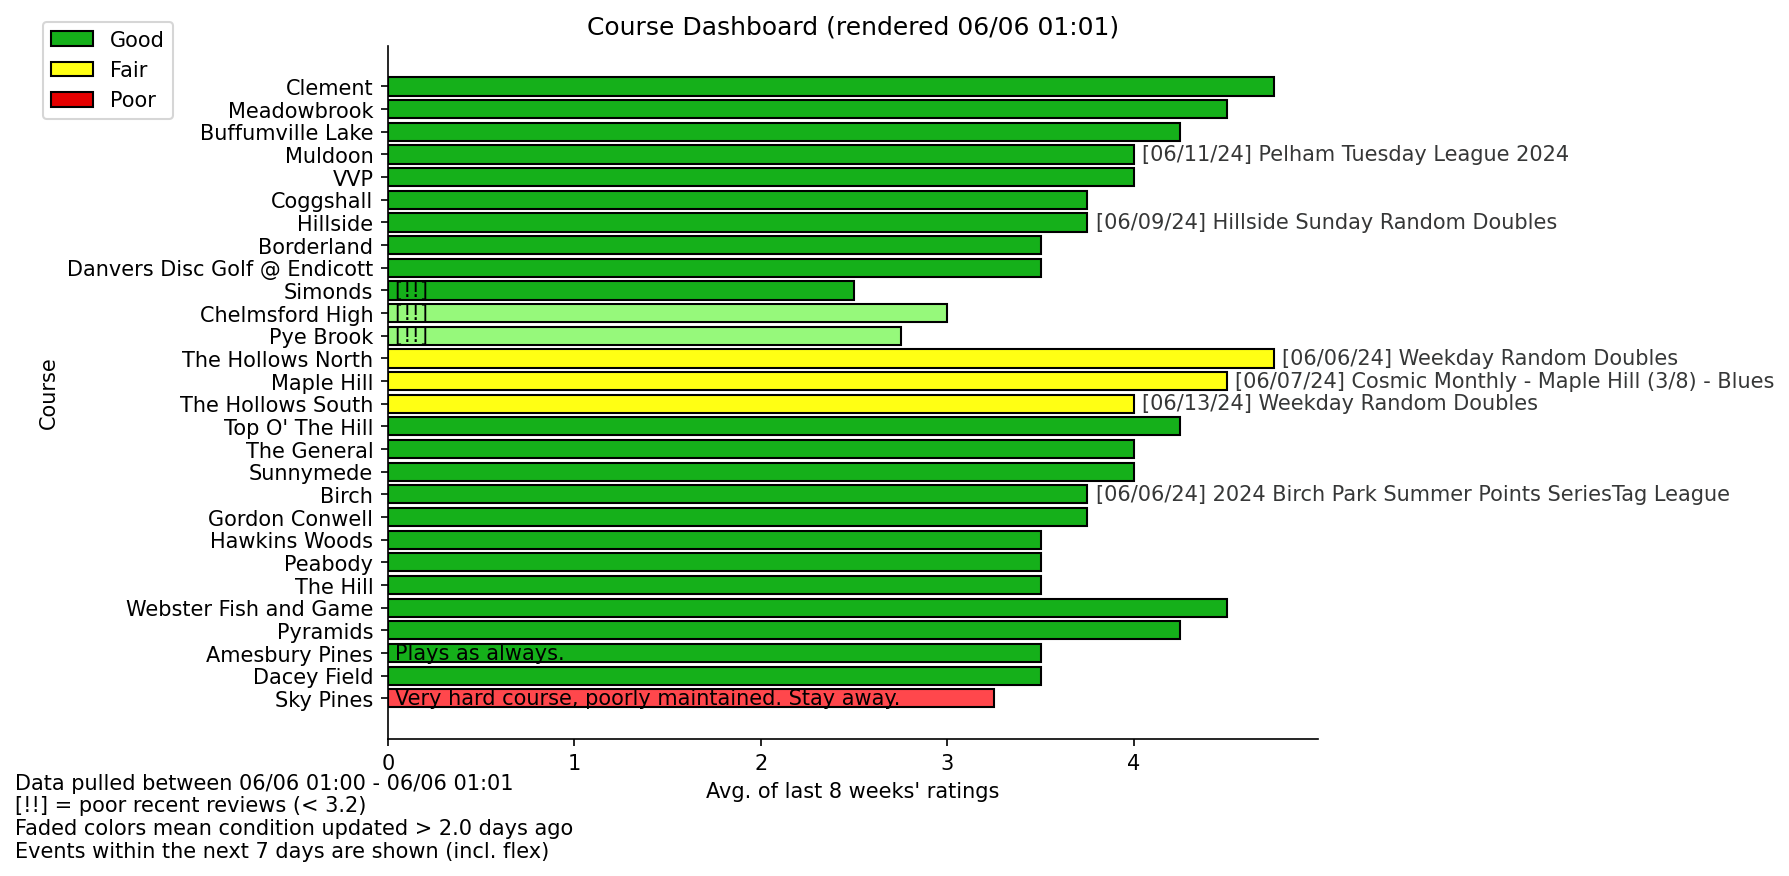 Course Dashboard (rendered 06/06 01:01)
Good
Fair
Poor
Clement
Meadowbrook
Buffumville Lake
Muldoon [06/11/24] Pelham Tuesday League 2024
VVP
Coggshall
Hillside [06/09/24] Hillside Sunday Random Doubles
Borderland
Danvers Disc Golf @ Endicott
Simonds [!!]
Chelmsford High [!!]
Pye Brook [!!]
The Hollows North [06/06/24] Weekday Random Doubles
Maple Hill [06/07/24] Cosmic Monthly - Maple Hill (3/8) - Blues
The Hollows South [06/13/24] Weekday Random Doubles
Top O' The Hill
The General
Sunnymede
Birch [06/06/24] 2024 Birch Park Summer Points SeriesTag League
Gordon Conwell
Hawkins Woods
Peabody
The Hill
Webster Fish and Game
Pyramids
Amesbury Pines Plays as always.
Dacey Field
Sky Pines Very hard course, poorly maintained. Stay away.
Course
0 1 2 3 4
Avg. of last 8 weeks' ratings
Data pulled between 06/06 01:00 - 06/06 01:01
[!!] = poor recent reviews (< 3.2)
Faded colors mean condition updated > 2.0 days ago
Events within the next 7 days are shown (incl. flex)